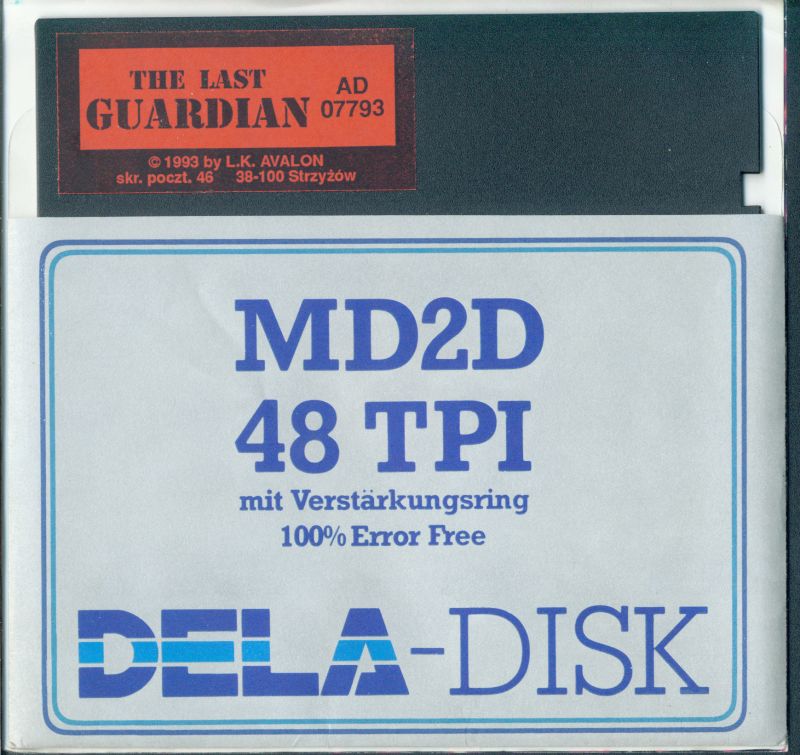 THE LAST
GUARDIAN
AD
07793
© 1993 by L.K. AVALON
skr. poczt. 46 38-100 Strzyżów
MD2D
48 TPI
mit Verstärkungsring
100% Error Free
DELA-DISK